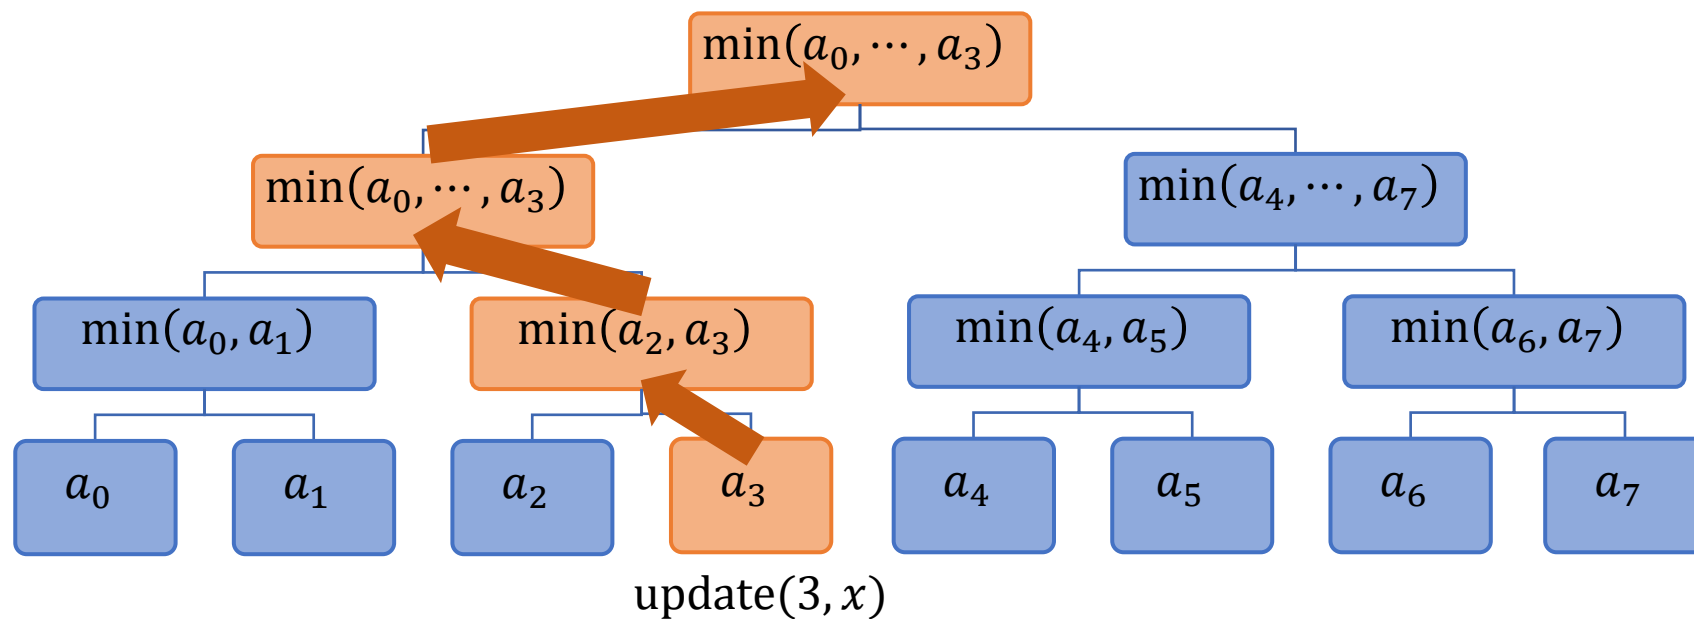 min(a₀, ⋯ , a₃)
min(a₀, ⋯ , a₃)
min(a₄, ⋯ , a₇)
min(a₀, a₁)
min(a₂, a₃)
min(a₄, a₅)
min(a₆, a₇)
a₀
a₁
a₂
a₃
a₄
a₅
a₆
a₇
update(3, x)